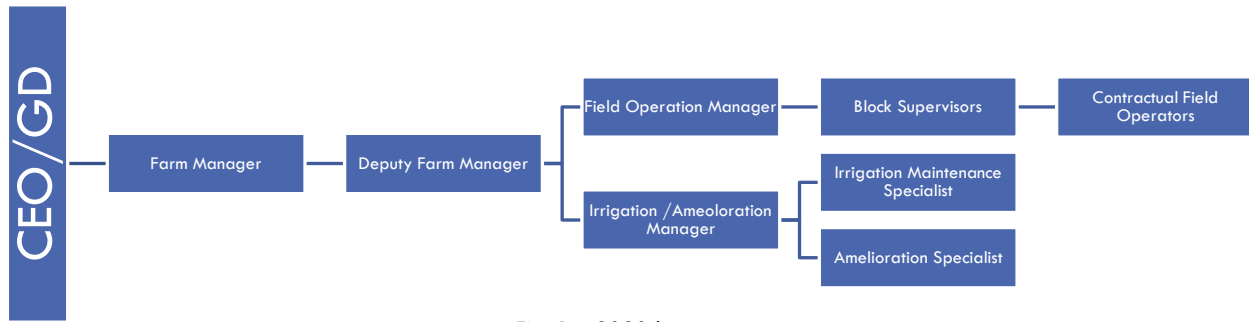 CEO/GD
Farm Manager
Deputy Farm Manager
Field Operation Manager
Block Supervisors
Contractual Field
Operators
Irrigation /Ameoloration
Manager
Irrigation Maintenance
Specialist
Amelioration Specialist